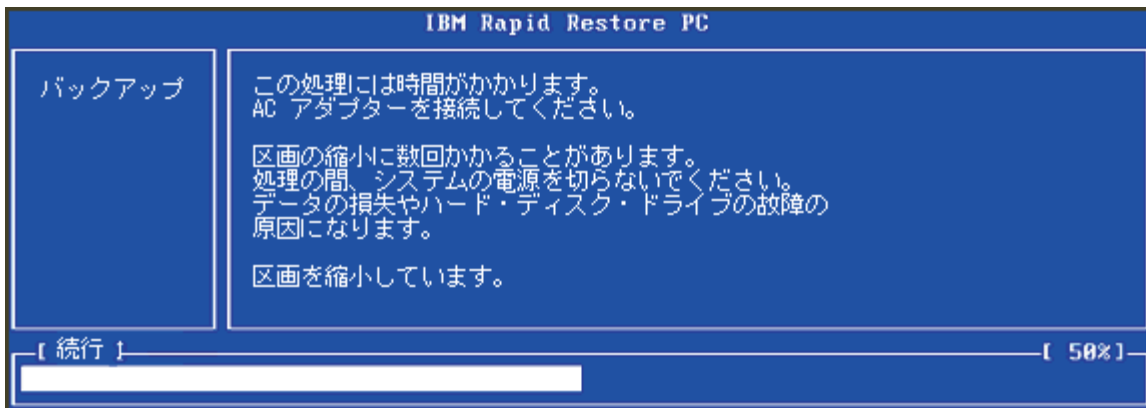 IBM Rapid Restore PC
バックアップ
この処理には時間がかかります。
AC アダプターを接続してください。
区画の縮小に数回かかることがあります。
処理の間、システムの電源を切らないでください。
データの損失やハード・ディスク・ドライブの故障の
原因になります。
区画を縮小しています。
[ 続行 ]
[ 50%]